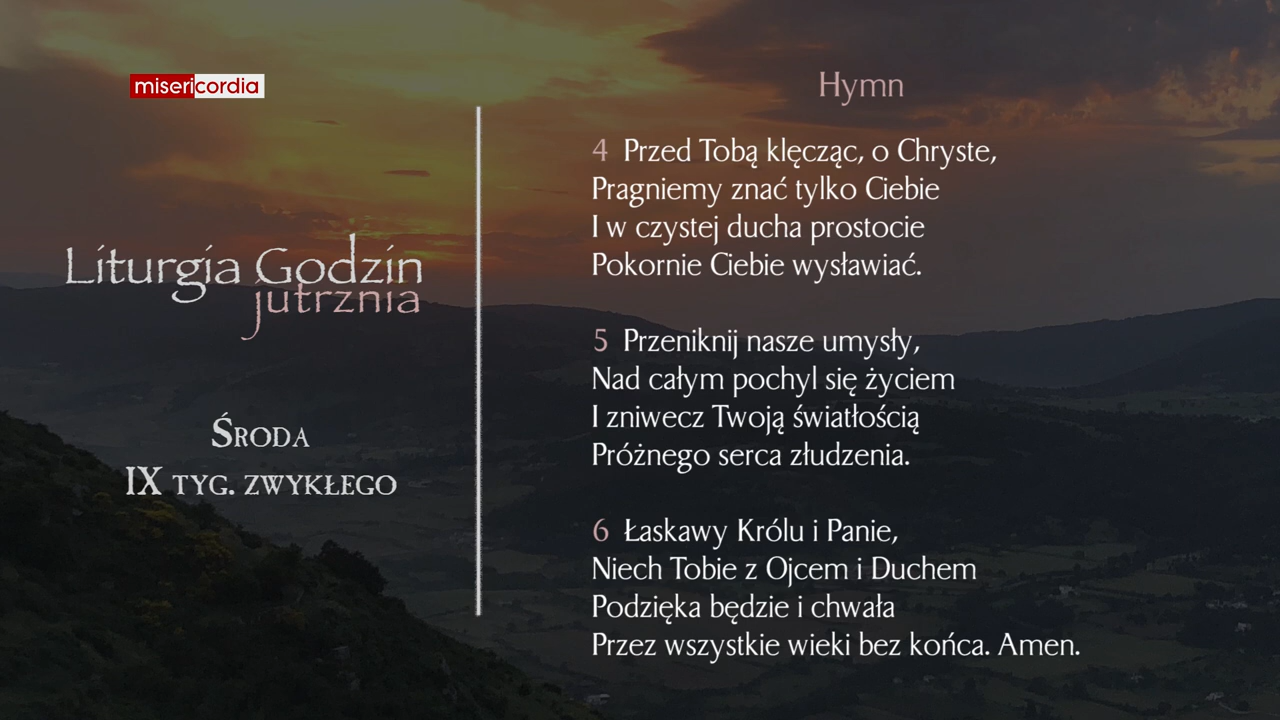 misericordia
Liturgia Godzin
jutrznia
Środa
IX tyg. zwykłego
Hymn
4 Przed Tobą klęcząc, o Chryste,
Pragniemy znać tylko Ciebie
I w czystej ducha prostocie
Pokornie Ciebie wysławiać.
5 Przeniknij nasze umysły,
Nad całym pochyl się życiem
I zniwecz Twoją światłością
Próżnego serca złudzenia.
6 Łaskawy Królu i Panie,
Niech Tobie z Ojcem i Duchem
Podzięka będzie i chwała
Przez wszystkie wieki bez końca. Amen.